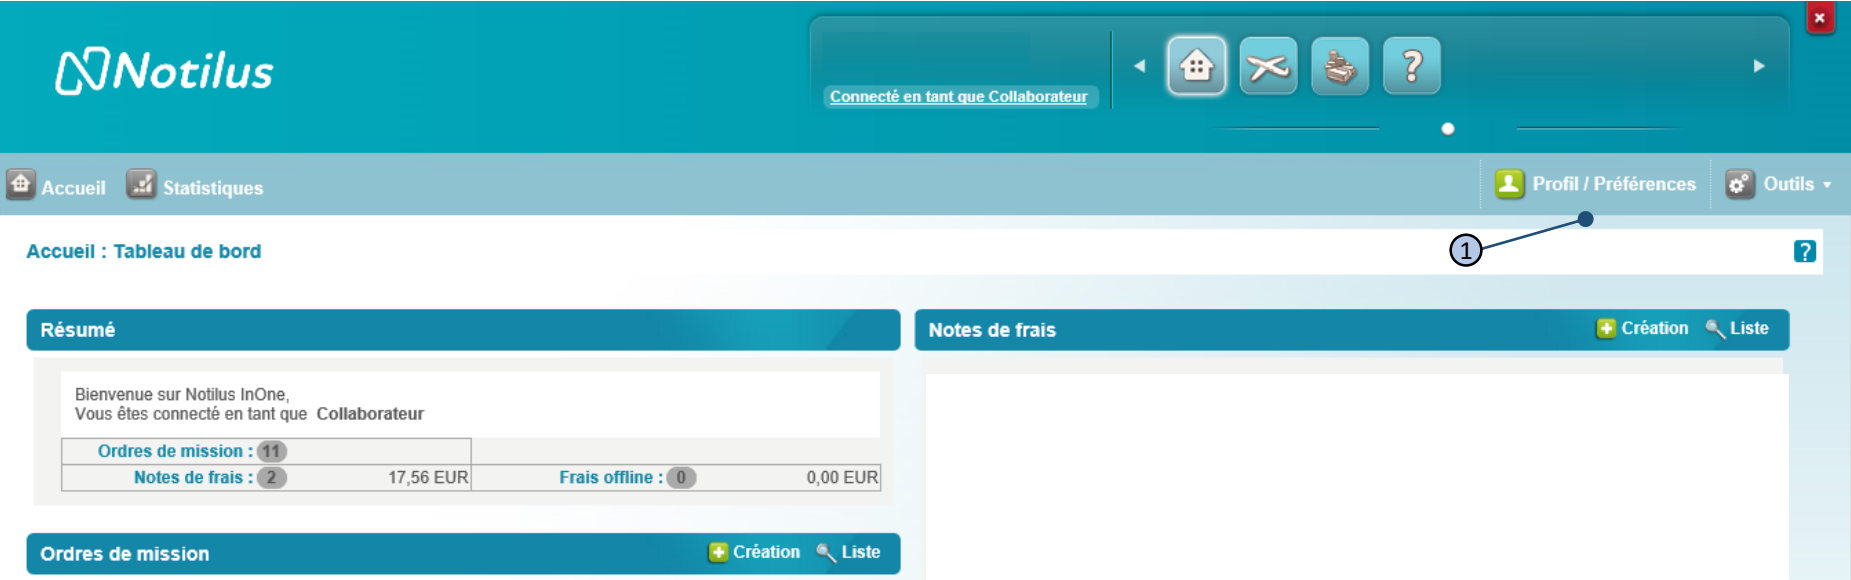 Notilus
Connecté en tant que Collaborateur
?
Accueil Statistiques Profil / Préférences Outils
Accueil : Tableau de bord
1
?
Résumé
Bienvenue sur Notilus InOne,
Vous êtes connecté en tant que Collaborateur
Ordres de mission : 11
Notes de frais : 2 17,56 EUR Frais offline : 0 0,00 EUR
Notes de frais Création Liste
Ordres de mission Création Liste